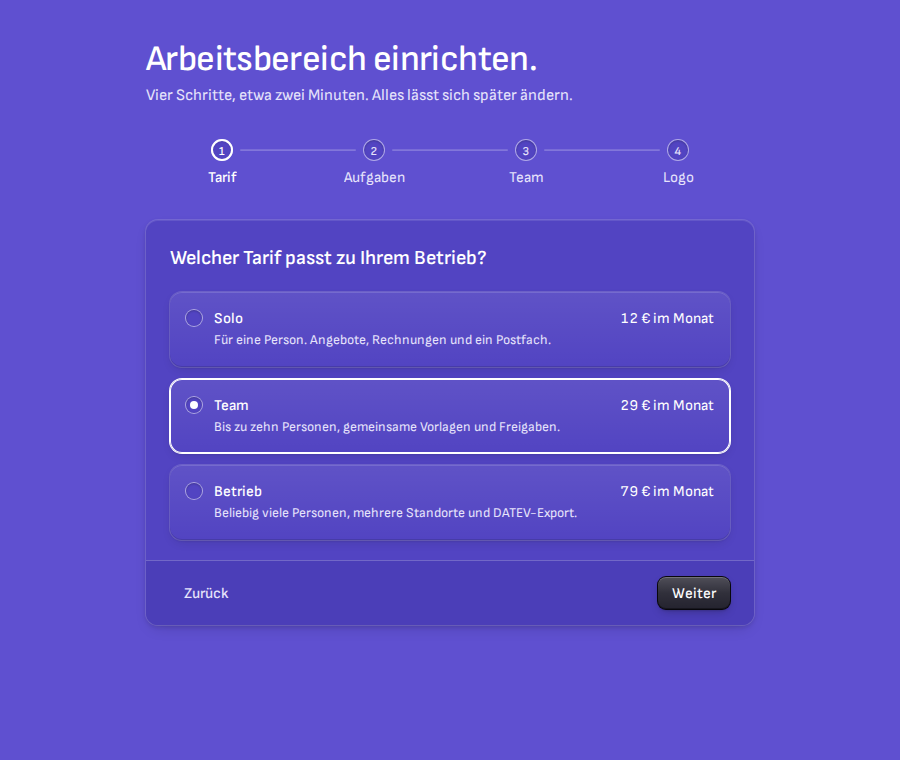 Arbeitsbereich einrichten.
Vier Schritte, etwa zwei Minuten. Alles lässt sich später ändern.
1 2 3 4
Tarif Aufgaben Team Logo
Welcher Tarif passt zu Ihrem Betrieb?
Solo 12 € im Monat
Für eine Person. Angebote, Rechnungen und ein Postfach.
Team 29 € im Monat
Bis zu zehn Personen, gemeinsame Vorlagen und Freigaben.
Betrieb 79 € im Monat
Beliebig viele Personen, mehrere Standorte und DATEV-Export.
Zurück Weiter